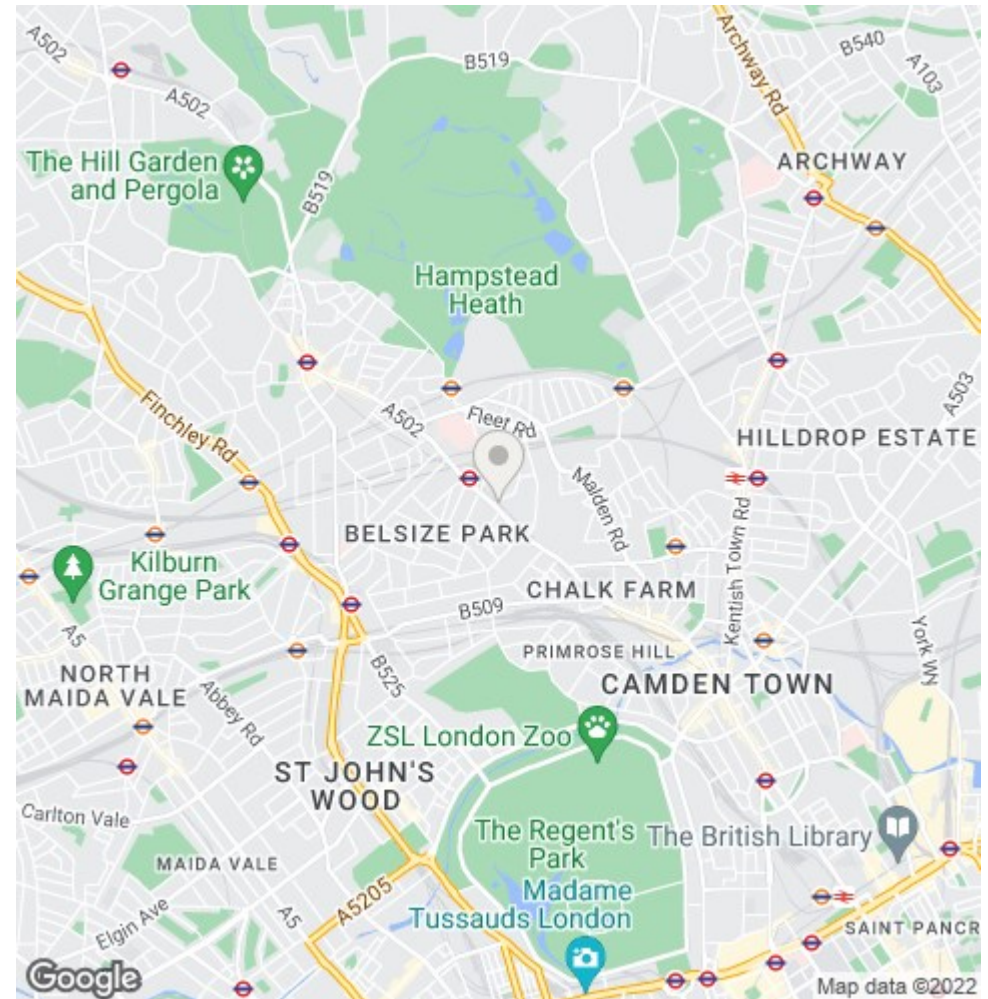 A502
B519
Archway Rd
B540
A103
A502
The Hill Garden
and Pergola
B519
ARCHWAY
Hampstead
Heath
A502
Fleet Rd
A503
Finchley Rd
HILLDROP ESTATE
Malden Rd
Kentish Town Rd
BELSIZE PARK
Kilburn
Grange Park
CHALK FARM
B509
A5
York Wy
PRIMROSE HILL
B525
NORTH
MAIDA VALE
CAMDEN TOWN
Abbey Rd
ZSL London Zoo
ST JOHN'S
WOOD
Carlton Vale
The Regent's
Park
The British Library
MAIDA VALE
Madame
Tussauds London
A5205
Elgin Ave
A5
SAINT PANCR
Google
Map data ©2022